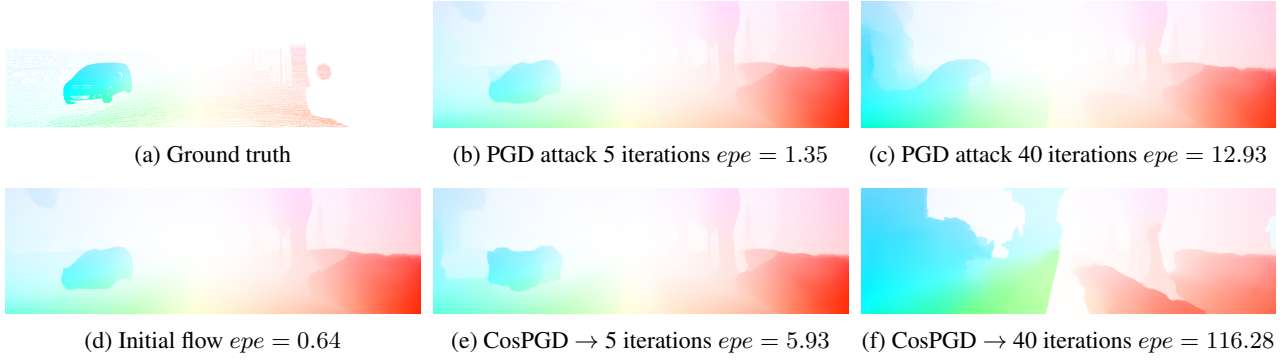 (a) Ground truth
(b) PGD attack 5 iterations epe = 1.35
(c) PGD attack 40 iterations epe = 12.93
(d) Initial flow epe = 0.64
(e) CosPGD → 5 iterations epe = 5.93
(f) CosPGD → 40 iterations epe = 116.28